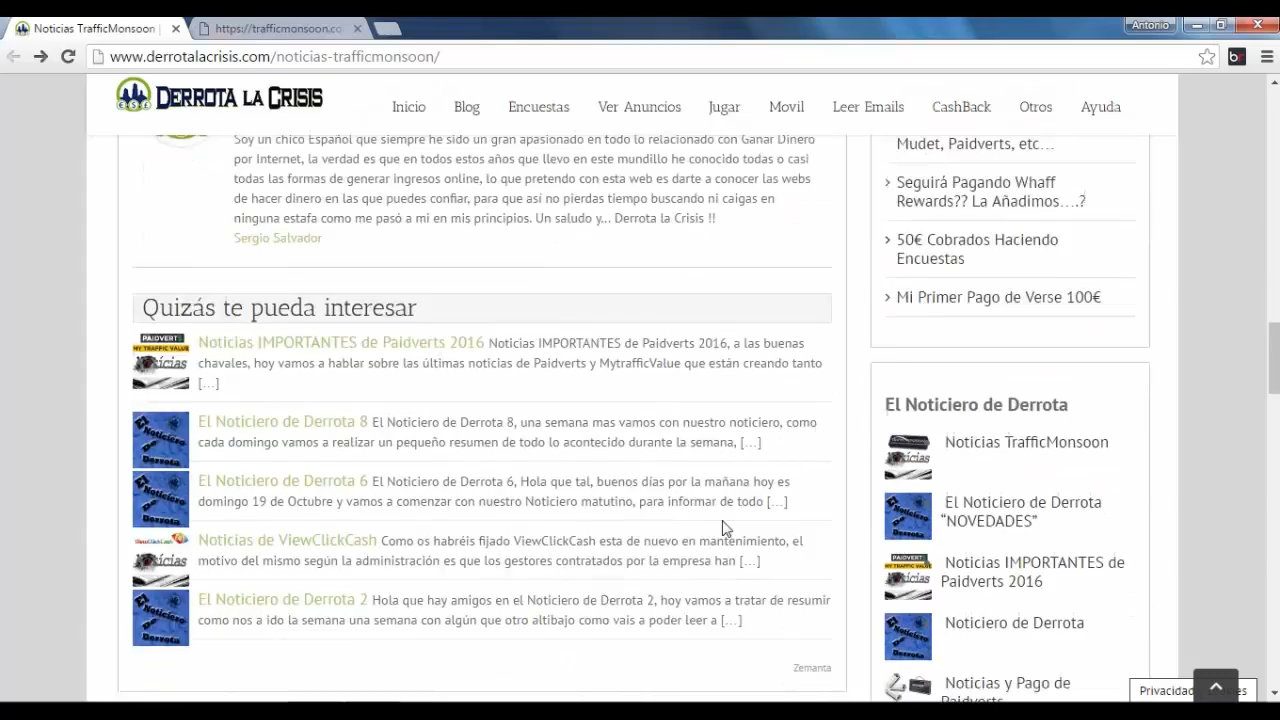 Noticias TrafficMonsoon
https://trafficmonsoon.co
Antonio
www.derrotalacrisis.com/noticias-trafficmonsoon/
DERROTA LA CRISIS
Inicio
Blog
Encuestas
Ver Anuncios
Jugar
Movil
Leer Emails
CashBack
Otros
Ayuda
Soy un chico Español que siempre he sido un gran apasionado en todo lo relacionado con Ganar Dinero
por Internet, la verdad es que en todos estos años que llevo en este mundillo he conocido todas o casi
todas las formas de generar ingresos online, lo que pretendo con esta web es darte a conocer las webs
de hacer dinero en las que puedes confiar, para que así no pierdas tiempo buscando ni caigas en
ninguna estafa como me pasó a mi en mis principios. Un saludo y... Derrota la Crisis !!
Sergio Salvador
Quizás te pueda interesar
PAIDVERTS
MY TRAFFIC VALUE
Noticias IMPORTANTES de Paidverts 2016 Noticias IMPORTANTES de Paidverts 2016, a las buenas
chavales, hoy vamos a hablar sobre las últimas noticias de Paidverts y MytrafficValue que están creando tanto
[...]
El Noticiero de Derrota 8 El Noticiero de Derrota 8, una semana mas vamos con nuestro noticiero, como
cada domingo vamos a realizar un pequeño resumen de todo lo acontecido durante la semana, [...]
El Noticiero de Derrota 6 El Noticiero de Derrota 6, Hola que tal, buenos días por la mañana hoy es
domingo 19 de Octubre y vamos a comenzar con nuestro Noticiero matutino, para informar de todo [...]
Noticias de ViewClickCash Como os habréis fijado ViewClickCash esta de nuevo en mantenimiento, el
motivo del mismo según la administración es que los gestores contratados por la empresa han [...]
El Noticiero de Derrota 2 Hola que hay amigos en el Noticiero de Derrota 2, hoy vamos a tratar de resumir
como nos a ido la semana una semana con algún que otro altibajo como vais a poder leer a [...]
Zemanta
Mudet, Paidverts, etc...
Seguirá Pagando Whaff
Rewards?? La Añadimos...,?
50€ Cobrados Haciendo
Encuestas
Mi Primer Pago de Verse 100€
El Noticiero de Derrota
Noticias TrafficMonsoon
El Noticiero de Derrota
“NOVEDADES”
Noticias IMPORTANTES de
Paidverts 2016
Noticiero de Derrota
Noticias y Pago de
Paidverts
Privacidad